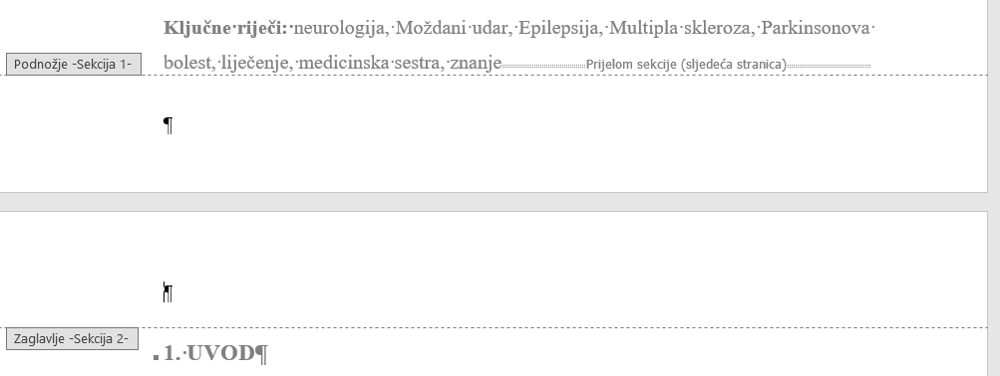 Ključne riječi: neurologija, Moždani udar, Epilepsija, Multipla skleroza, Parkinsonova
bolest, liječenje, medicinska sestra, znanje Prijelom sekcije (sljedeća stranica)
Podnožje -Sekcija 1-
¶
¶
Zaglavlje -Sekcija 2-
1. UVOD¶